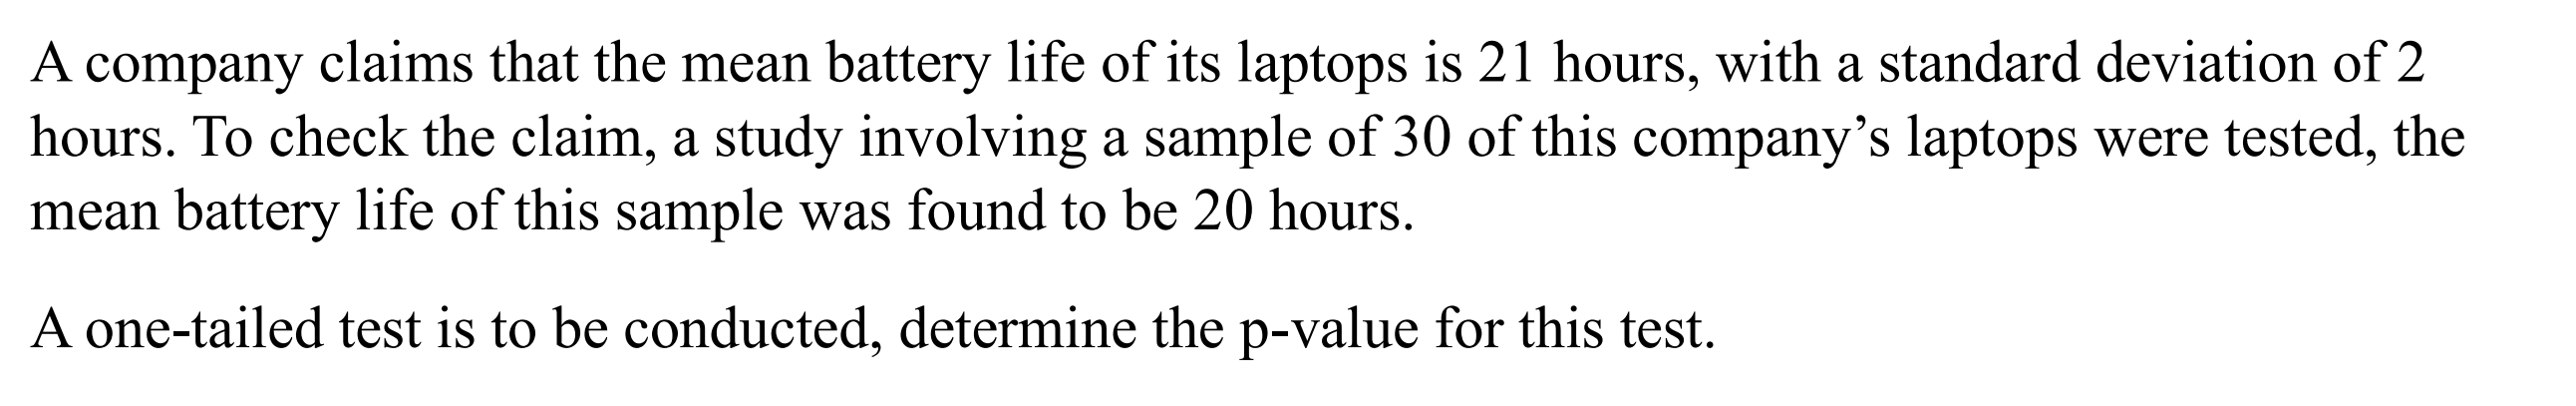 A company claims that the mean battery life of its laptops is 21 hours, with a standard deviation of 2
hours. To check the claim, a study involving a sample of 30 of this company’s laptops were tested, the
mean battery life of this sample was found to be 20 hours.
A one-tailed test is to be conducted, determine the p-value for this test.